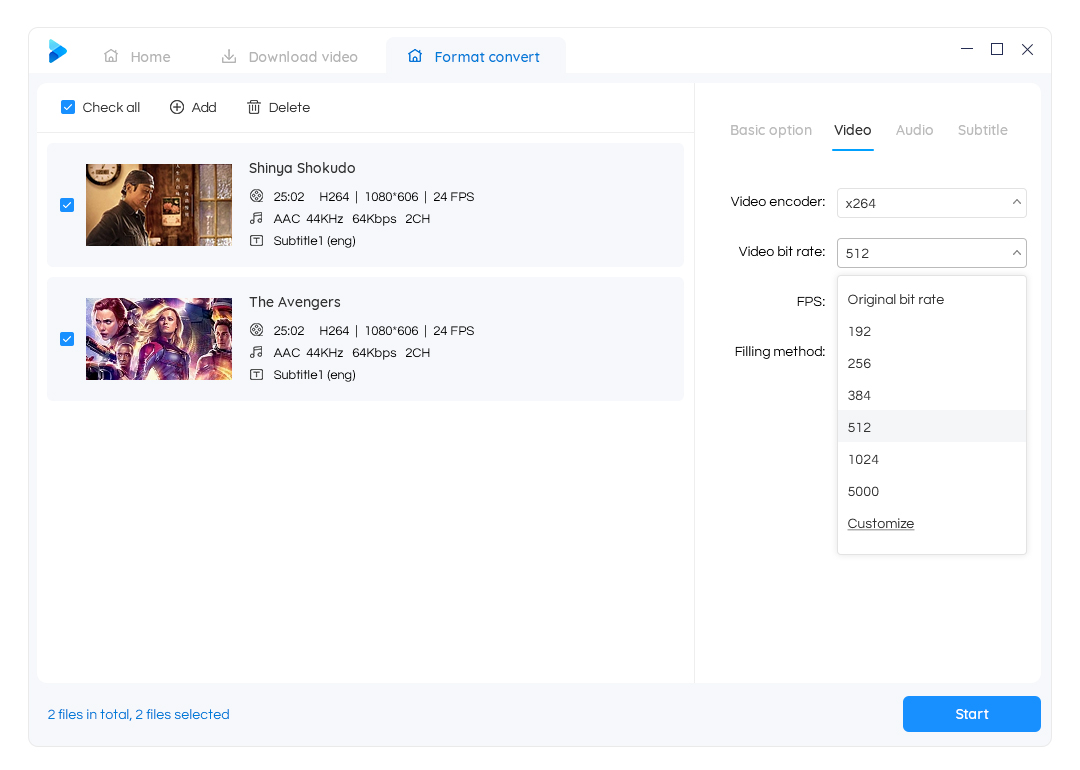 Home
Download video
Format convert
Check all
Add
Delete
Shinya Shokudo
25:02 H264 | 1080*606 | 24 FPS
AAC 44KHz 64Kbps 2CH
Subtitle1 (eng)
The Avengers
25:02 H264 | 1080*606 | 24 FPS
AAC 44KHz 64Kbps 2CH
Subtitle1 (eng)
Basic option Video Audio Subtitle
Video encoder: x264
Video bit rate: 512
FPS:
Filling method:
Original bit rate
192
256
384
512
1024
5000
Customize
2 files in total, 2 files selected
Start